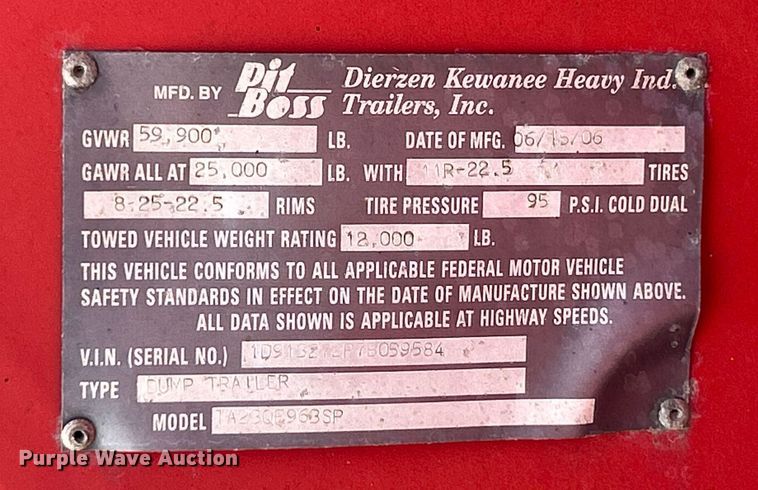 MFD. BY Pit Boss Dierzen Kewanee Heavy Ind. Trailers, Inc.
GVWR 59,900 LB. DATE OF MFG. 06/15/06
GAWR ALL AT 25,000 LB. WITH 11R-22.5 TIRES
8-25-22.5 RIMS TIRE PRESSURE 95 P.S.I. COLD DUAL
TOWED VEHICLE WEIGHT RATING 12,000 LB.
THIS VEHICLE CONFORMS TO ALL APPLICABLE FEDERAL MOTOR VEHICLE
SAFETY STANDARDS IN EFFECT ON THE DATE OF MANUFACTURE SHOWN ABOVE.
ALL DATA SHOWN IS APPLICABLE AT HIGHWAY SPEEDS.
V.I.N. (SERIAL NO.)
TYPE DUMP TRAILER
MODEL
Purple Wave Auction